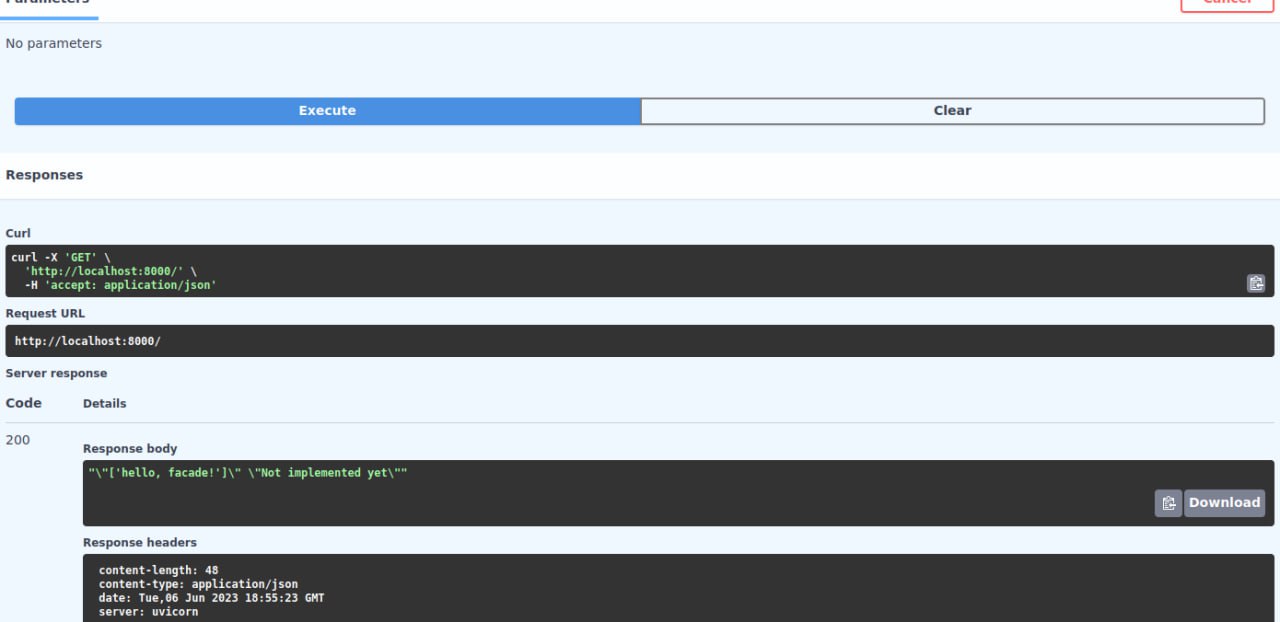 Parameters
Cancel
No parameters
Execute
Clear
Responses
Curl
curl -X 'GET' \
  'http://localhost:8000/' \
  -H 'accept: application/json'
Request URL
http://localhost:8000/
Server response
Code Details
200
Response body
"\"['hello, facade!']\" \"Not implemented yet\""
Download
Response headers
content-length: 48
content-type: application/json
date: Tue,06 Jun 2023 18:55:23 GMT
server: uvicorn